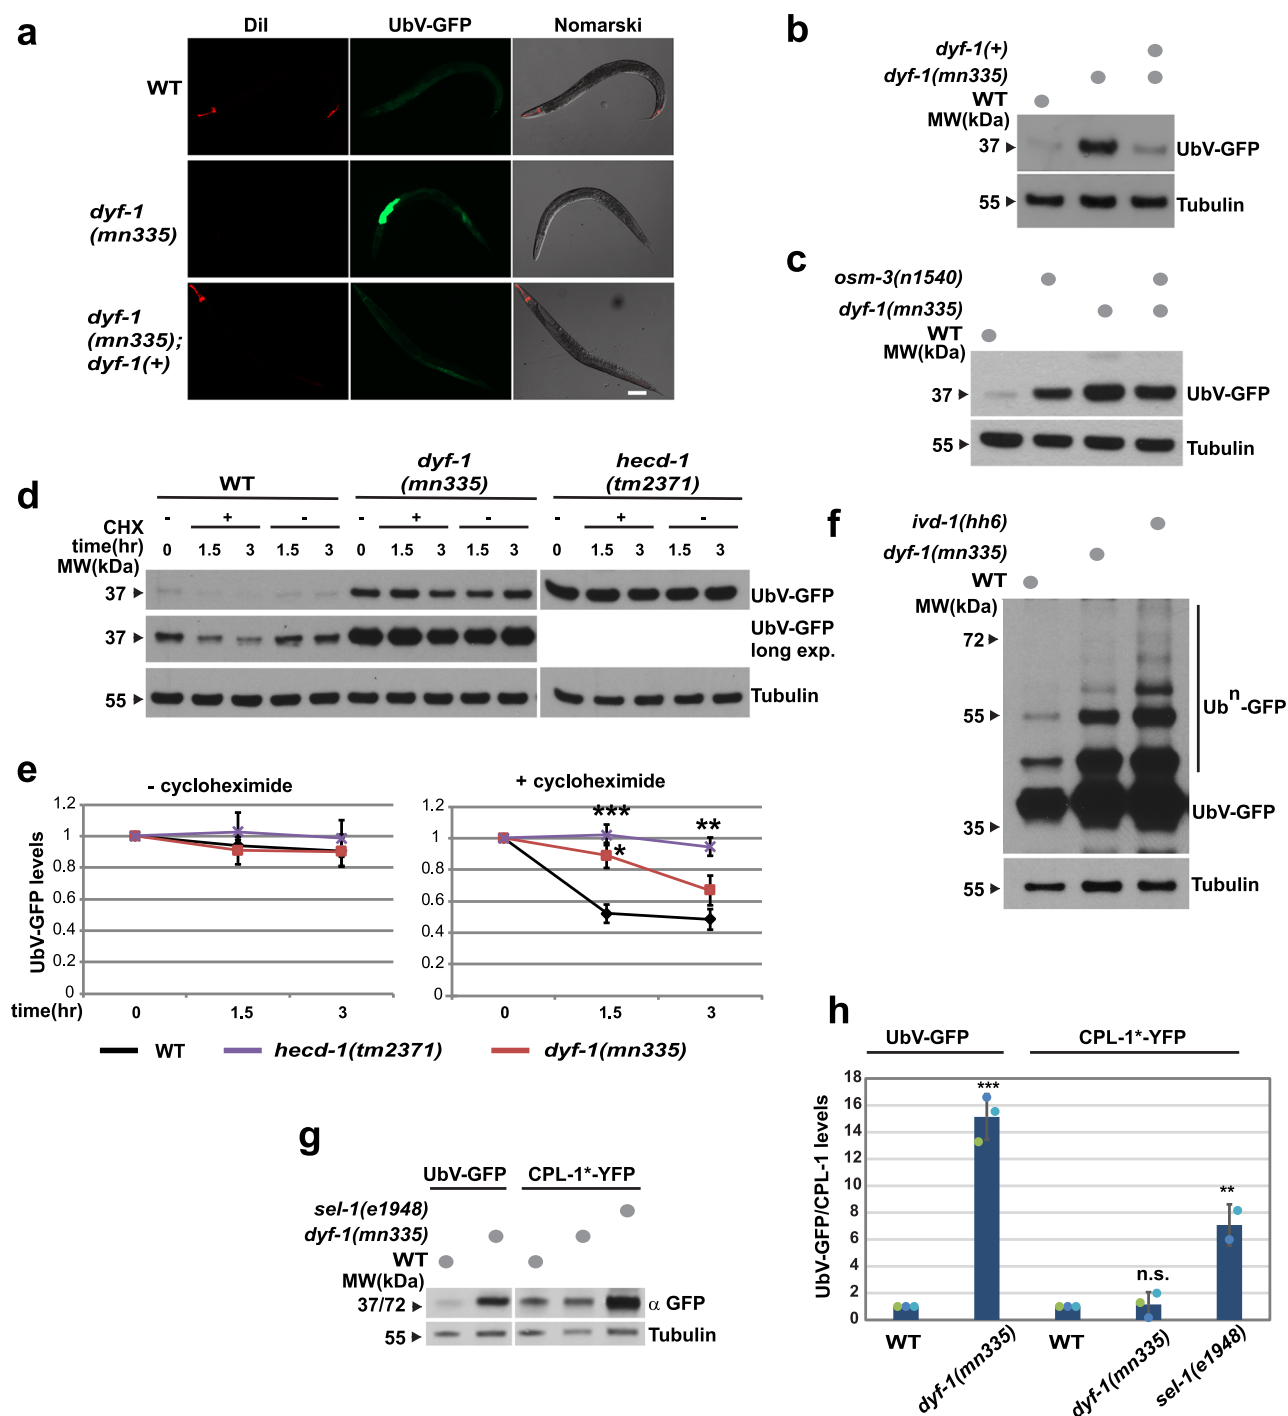 a
DiI
UbV-GFP
Nomarski
WT
dyf-1
(mn335)
dyf-1
(mn335);
dyf-1(+)
b
dyf-1(+)
dyf-1(mn335)
WT
MW(kDa)
37
UbV-GFP
55
Tubulin
c
osm-3(n1540)
dyf-1(mn335)
WT
MW(kDa)
37
UbV-GFP
55
Tubulin
d
WT
dyf-1
(mn335)
hecd-1
(tm2371)
CHX - + - - + - - + -
time(hr) 0 1.5 3 1.5 3 0 1.5 3 1.5 3 0 1.5 3 1.5 3
MW(kDa)
37
UbV-GFP
37
UbV-GFP
long exp.
55
Tubulin
e
- cycloheximide
1.2
1
0.8
0.6
0.4
0.2
0
UbV-GFP levels
time(hr) 0 1.5 3
+ cycloheximide
1.2
1
0.8
0.6
0.4
0.2
0
***
**
*
0 1.5 3
WT
hecd-1(tm2371)
dyf-1(mn335)
f
ivd-1(hh6)
dyf-1(mn335)
WT
MW(kDa)
72
55
Ubn-GFP
35
UbV-GFP
55
Tubulin
g
UbV-GFP
CPL-1*-YFP
sel-1(e1948)
dyf-1(mn335)
WT
MW(kDa)
37/72
α GFP
55
Tubulin
h
UbV-GFP
CPL-1*-YFP
18
16
14
12
10
8
6
4
2
0
UbV-GFP/CPL-1 levels
***
n.s.
**
WT
dyf-1(mn335)
WT
dyf-1(mn335)
sel-1(e1948)